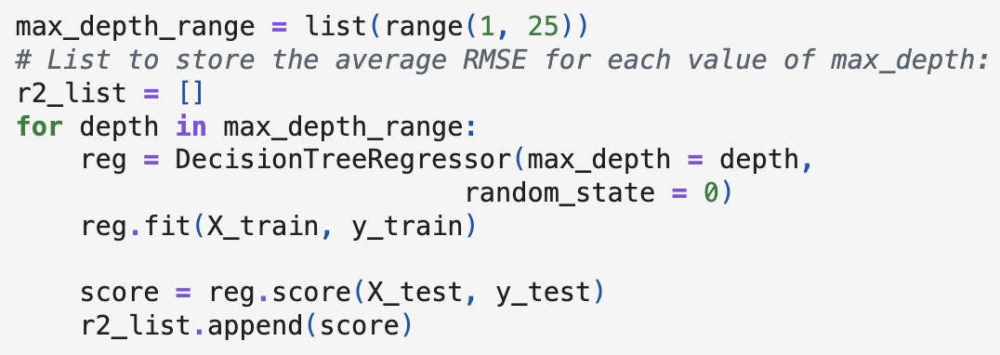 max_depth_range = list(range(1, 25))
# List to store the average RMSE for each value of max_depth:
r2_list = []
for depth in max_depth_range:
    reg = DecisionTreeRegressor(max_depth = depth,
                            random_state = 0)
    reg.fit(X_train, y_train)

    score = reg.score(X_test, y_test)
    r2_list.append(score)